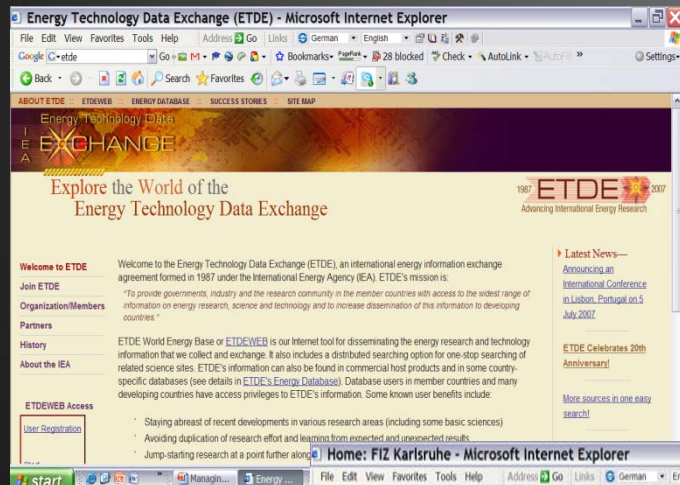 Energy Technology Data Exchange (ETDE) - Microsoft Internet Explorer
File Edit View Favorites Tools Help Address Go Links German English
Google etde Go Bookmarks PageRank 28 blocked Check AutoLink AutoFill » Settings
Back Search Favorites
ABOUT ETDE :: ETDEWEB :: ENERGY DATABASE :: SUCCESS STORIES :: SITE MAP
Energy Technology Data
IEA EXCHANGE
Explore the World of the
Energy Technology Data Exchange
1987 ETDE 2007
Advancing International Energy Research
Welcome to ETDE
Join ETDE
Organization/Members
Partners
History
About the IEA
ETDEWEB Access
User Registration
Welcome to the Energy Technology Data Exchange (ETDE), an international energy information exchange
agreement formed in 1987 under the International Energy Agency (IEA). ETDE's mission is:
"To provide governments, industry and the research community in the member countries with access to the widest range of
information on energy research, science and technology and to increase dissemination of this information to developing
countries."
ETDE World Energy Base or ETDEWEB is our Internet tool for disseminating the energy research and technology
information that we collect and exchange. It also includes a distributed searching option for one-stop searching of
related science sites. ETDE's information can also be found in commercial host products and in some country-
specific databases (see details in ETDE's Energy Database). Database users in member countries and many
developing countries have access privileges to ETDE's information. Some known user benefits include:
· Staying abreast of recent developments in various research areas (including some basic sciences)
· Avoiding duplication of research effort and learning from expected and unexpected results
· Jump-starting research at a point further along
Latest News—
Announcing an
International Conference
in Lisbon, Portugal on 5
July 2007
ETDE Celebrates 20th
Anniversary!
More sources in one easy
search!
start Managin... Energy ...
Home: FIZ Karlsruhe - Microsoft Internet Explorer
File Edit View Favorites Tools Help Address Go Links German